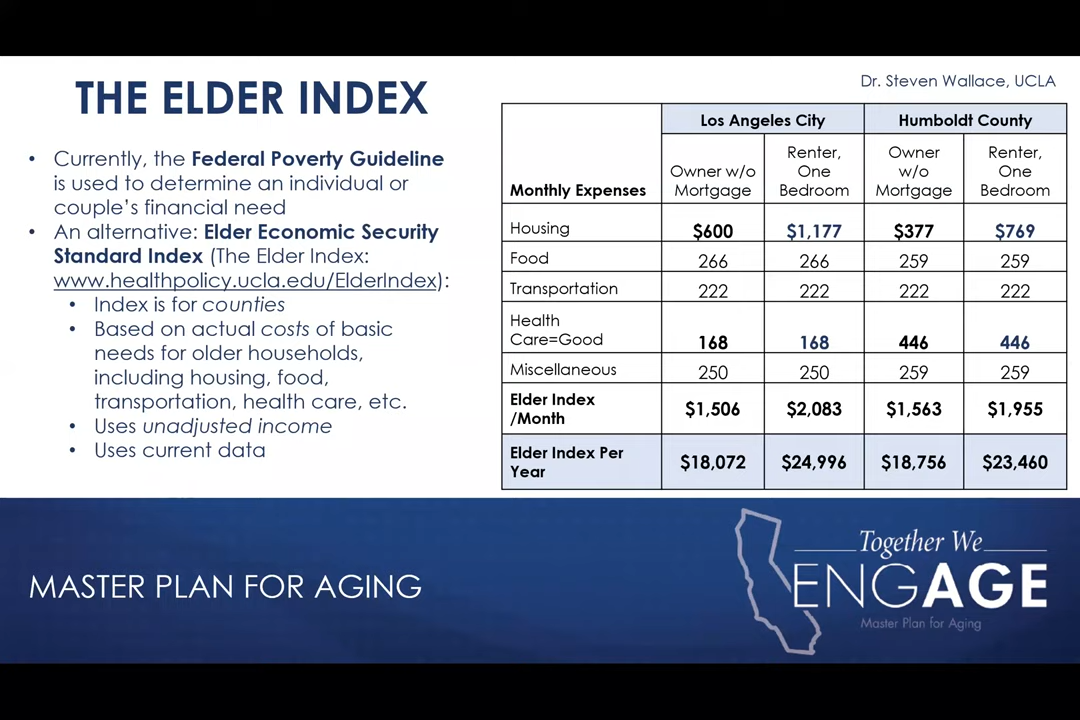 THE ELDER INDEX
• Currently, the Federal Poverty Guideline
is used to determine an individual or
couple's financial need
• An alternative: Elder Economic Security
Standard Index (The Elder Index:
www.healthpolicy.ucla.edu/ElderIndex):
• Index is for counties
• Based on actual costs of basic
needs for older households,
including housing, food,
transportation, health care, etc.
• Uses unadjusted income
• Uses current data
Dr. Steven Wallace, UCLA
Los Angeles City Humboldt County
Monthly Expenses
Owner w/o
Mortgage
Renter,
One
Bedroom
Owner
w/o
Mortgage
Renter,
One
Bedroom
Housing $600 $1,177 $377 $769
Food 266 266 259 259
Transportation 222 222 222 222
Health
Care=Good 168 168 446 446
Miscellaneous 250 250 259 259
Elder Index
/Month $1,506 $2,083 $1,563 $1,955
Elder Index Per
Year $18,072 $24,996 $18,756 $23,460
MASTER PLAN FOR AGING
Together We
ENGAGE
Master Plan for Aging